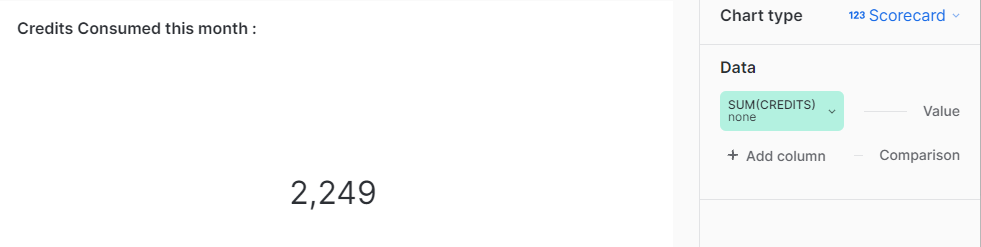 Credits Consumed this month :
2,249
Chart type
123 Scorecard
Data
SUM(CREDITS)
none
Value
+ Add column
Comparison